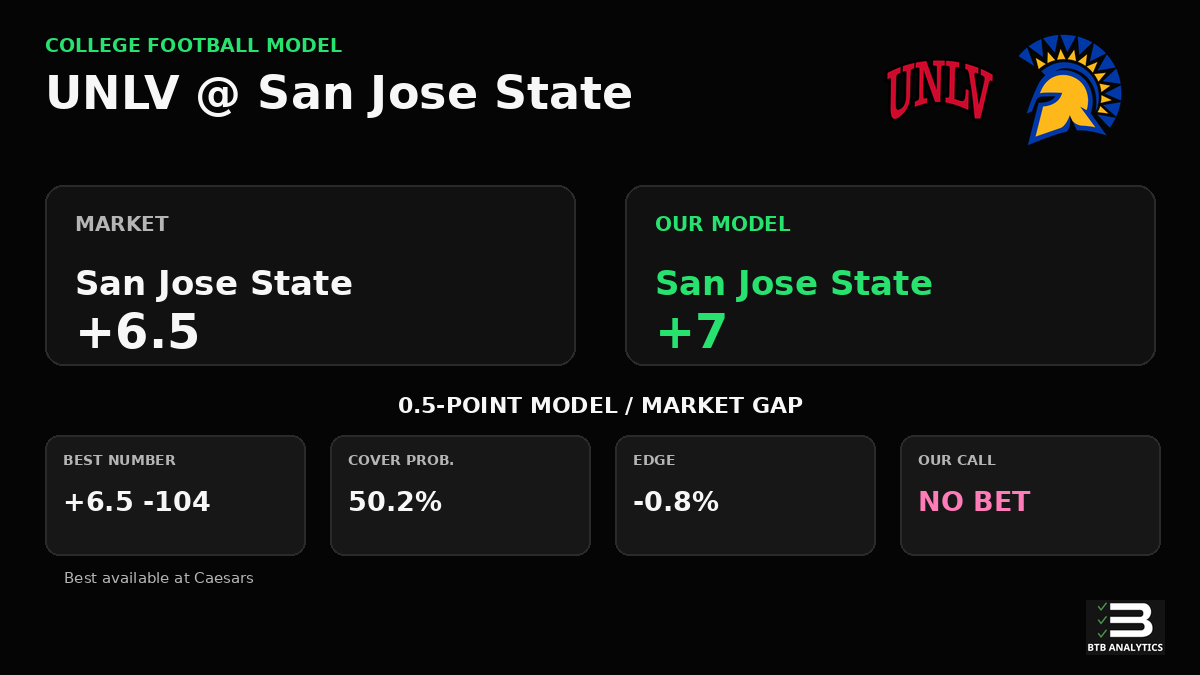 COLLEGE FOOTBALL MODEL
UNLV @ San Jose State
UNLV
MARKET
San Jose State
+6.5
OUR MODEL
San Jose State
+7
0.5-POINT MODEL / MARKET GAP
BEST NUMBER
+6.5 -104
COVER PROB.
50.2%
EDGE
-0.8%
OUR CALL
NO BET
Best available at Caesars
BTB ANALYTICS